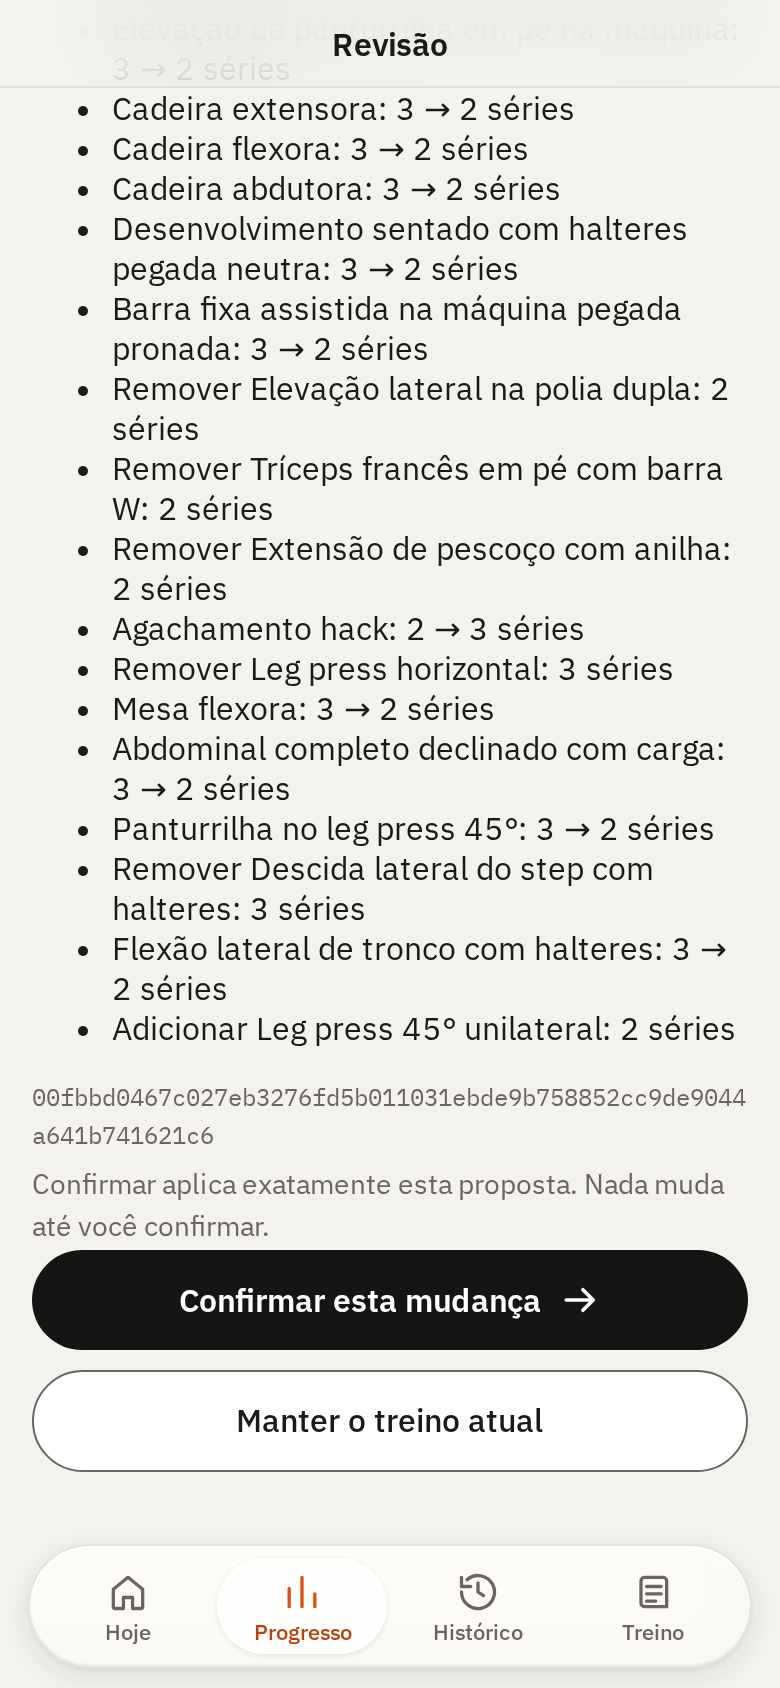 Elevação de panturrilha em pé na máquina:
Revisão
3 → 2 séries
• Cadeira extensora: 3 → 2 séries
• Cadeira flexora: 3 → 2 séries
• Cadeira abdutora: 3 → 2 séries
• Desenvolvimento sentado com halteres
pegada neutra: 3 → 2 séries
• Barra fixa assistida na máquina pegada
pronada: 3 → 2 séries
• Remover Elevação lateral na polia dupla: 2
séries
• Remover Tríceps francês em pé com barra
W: 2 séries
• Remover Extensão de pescoço com anilha:
2 séries
• Agachamento hack: 2 → 3 séries
• Remover Leg press horizontal: 3 séries
• Mesa flexora: 3 → 2 séries
• Abdominal completo declinado com carga:
3 → 2 séries
• Panturrilha no leg press 45°: 3 → 2 séries
• Remover Descida lateral do step com
halteres: 3 séries
• Flexão lateral de tronco com halteres: 3 →
2 séries
• Adicionar Leg press 45° unilateral: 2 séries
00fbbd0467c027eb3276fd5b011031ebde9b758852cc9de9044
a641b741621c6
Confirmar aplica exatamente esta proposta. Nada muda
até você confirmar.
Confirmar esta mudança →
Manter o treino atual
Hoje
Progresso
Histórico
Treino